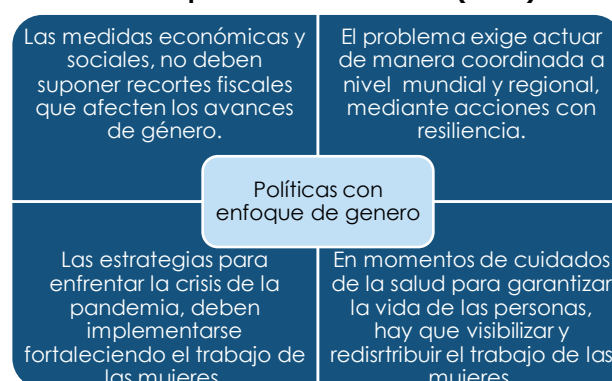 Las medidas económicas y
sociales, no deben
suponer recortes fiscales
que afecten los avances
de género.
El problema exige actuar
de manera coordinada a
nivel mundial y regional,
mediante acciones con
resiliencia.
Políticas con
enfoque de genero
Las estrategias para
enfrentar la crisis de la
pandemia, deben
implementarse
fortaleciendo el trabajo de
las mujeres
En momentos de cuidados
de la salud para garantizar
la vida de las personas,
hay que visibilizar y
redisrtribuir el trabajo de las
mujeres